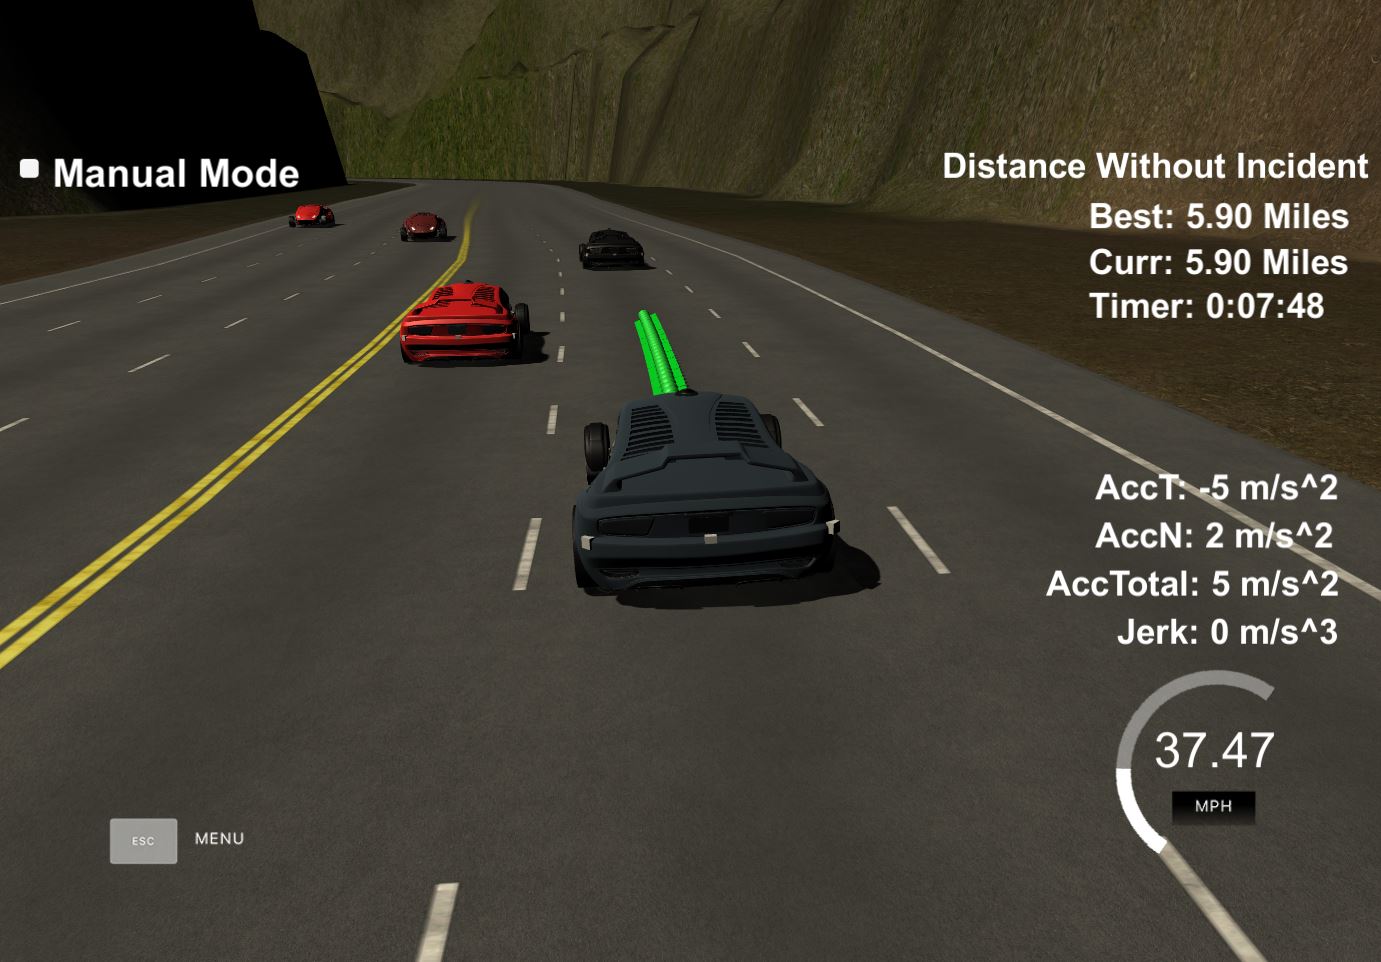 Manual Mode
Distance Without Incident
Best: 5.90 Miles
Curr: 5.90 Miles
Timer: 0:07:48
AccT: -5 m/s^2
AccN: 2 m/s^2
AccTotal: 5 m/s^2
Jerk: 0 m/s^3
37.47
MPH
ESC MENU